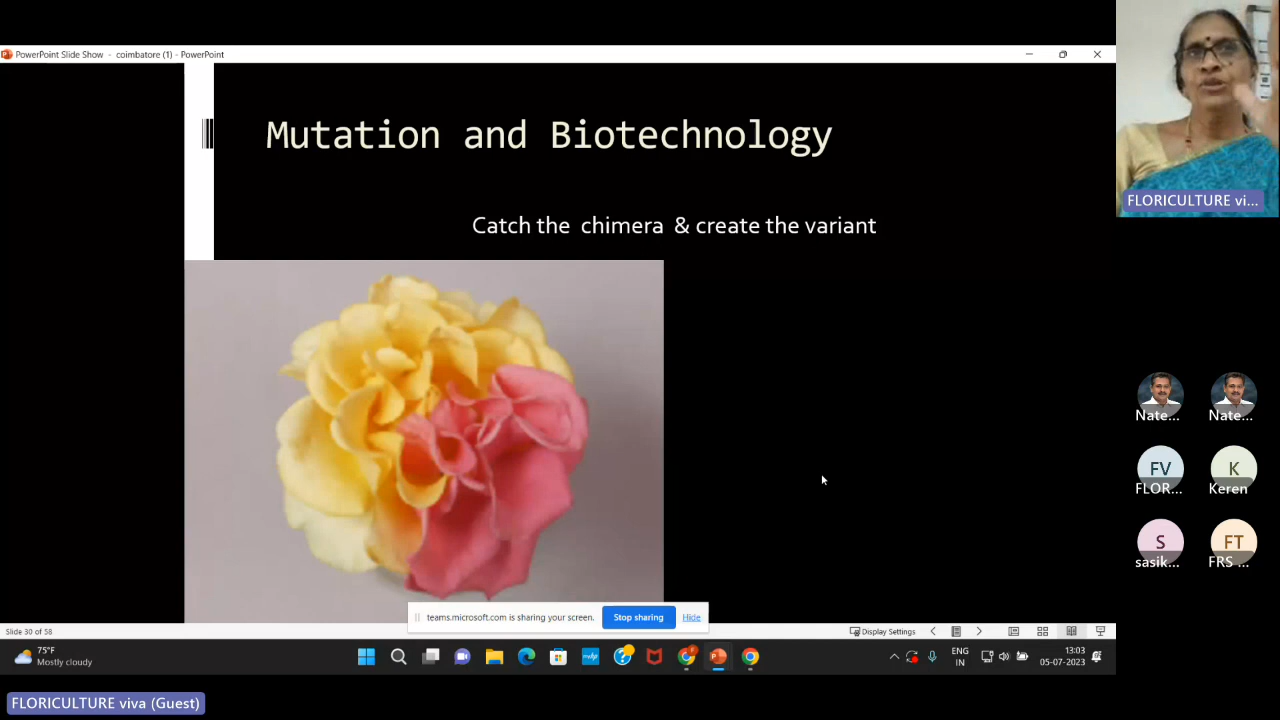 PowerPoint Slide Show - coimbatore (1) - PowerPoint
Mutation and Biotechnology
Catch the chimera & create the variant
FLORICULTURE vi...
Nate...
Nate...
FV
K
FLOR...
Keren
S
FT
sasik...
FRS ...
teams.microsoft.com is sharing your screen.
Stop sharing
Hide
Slide 30 of 58
Display Settings
75°F
Mostly cloudy
ENG
IN
13:03
05-07-2023
FLORICULTURE viva (Guest)